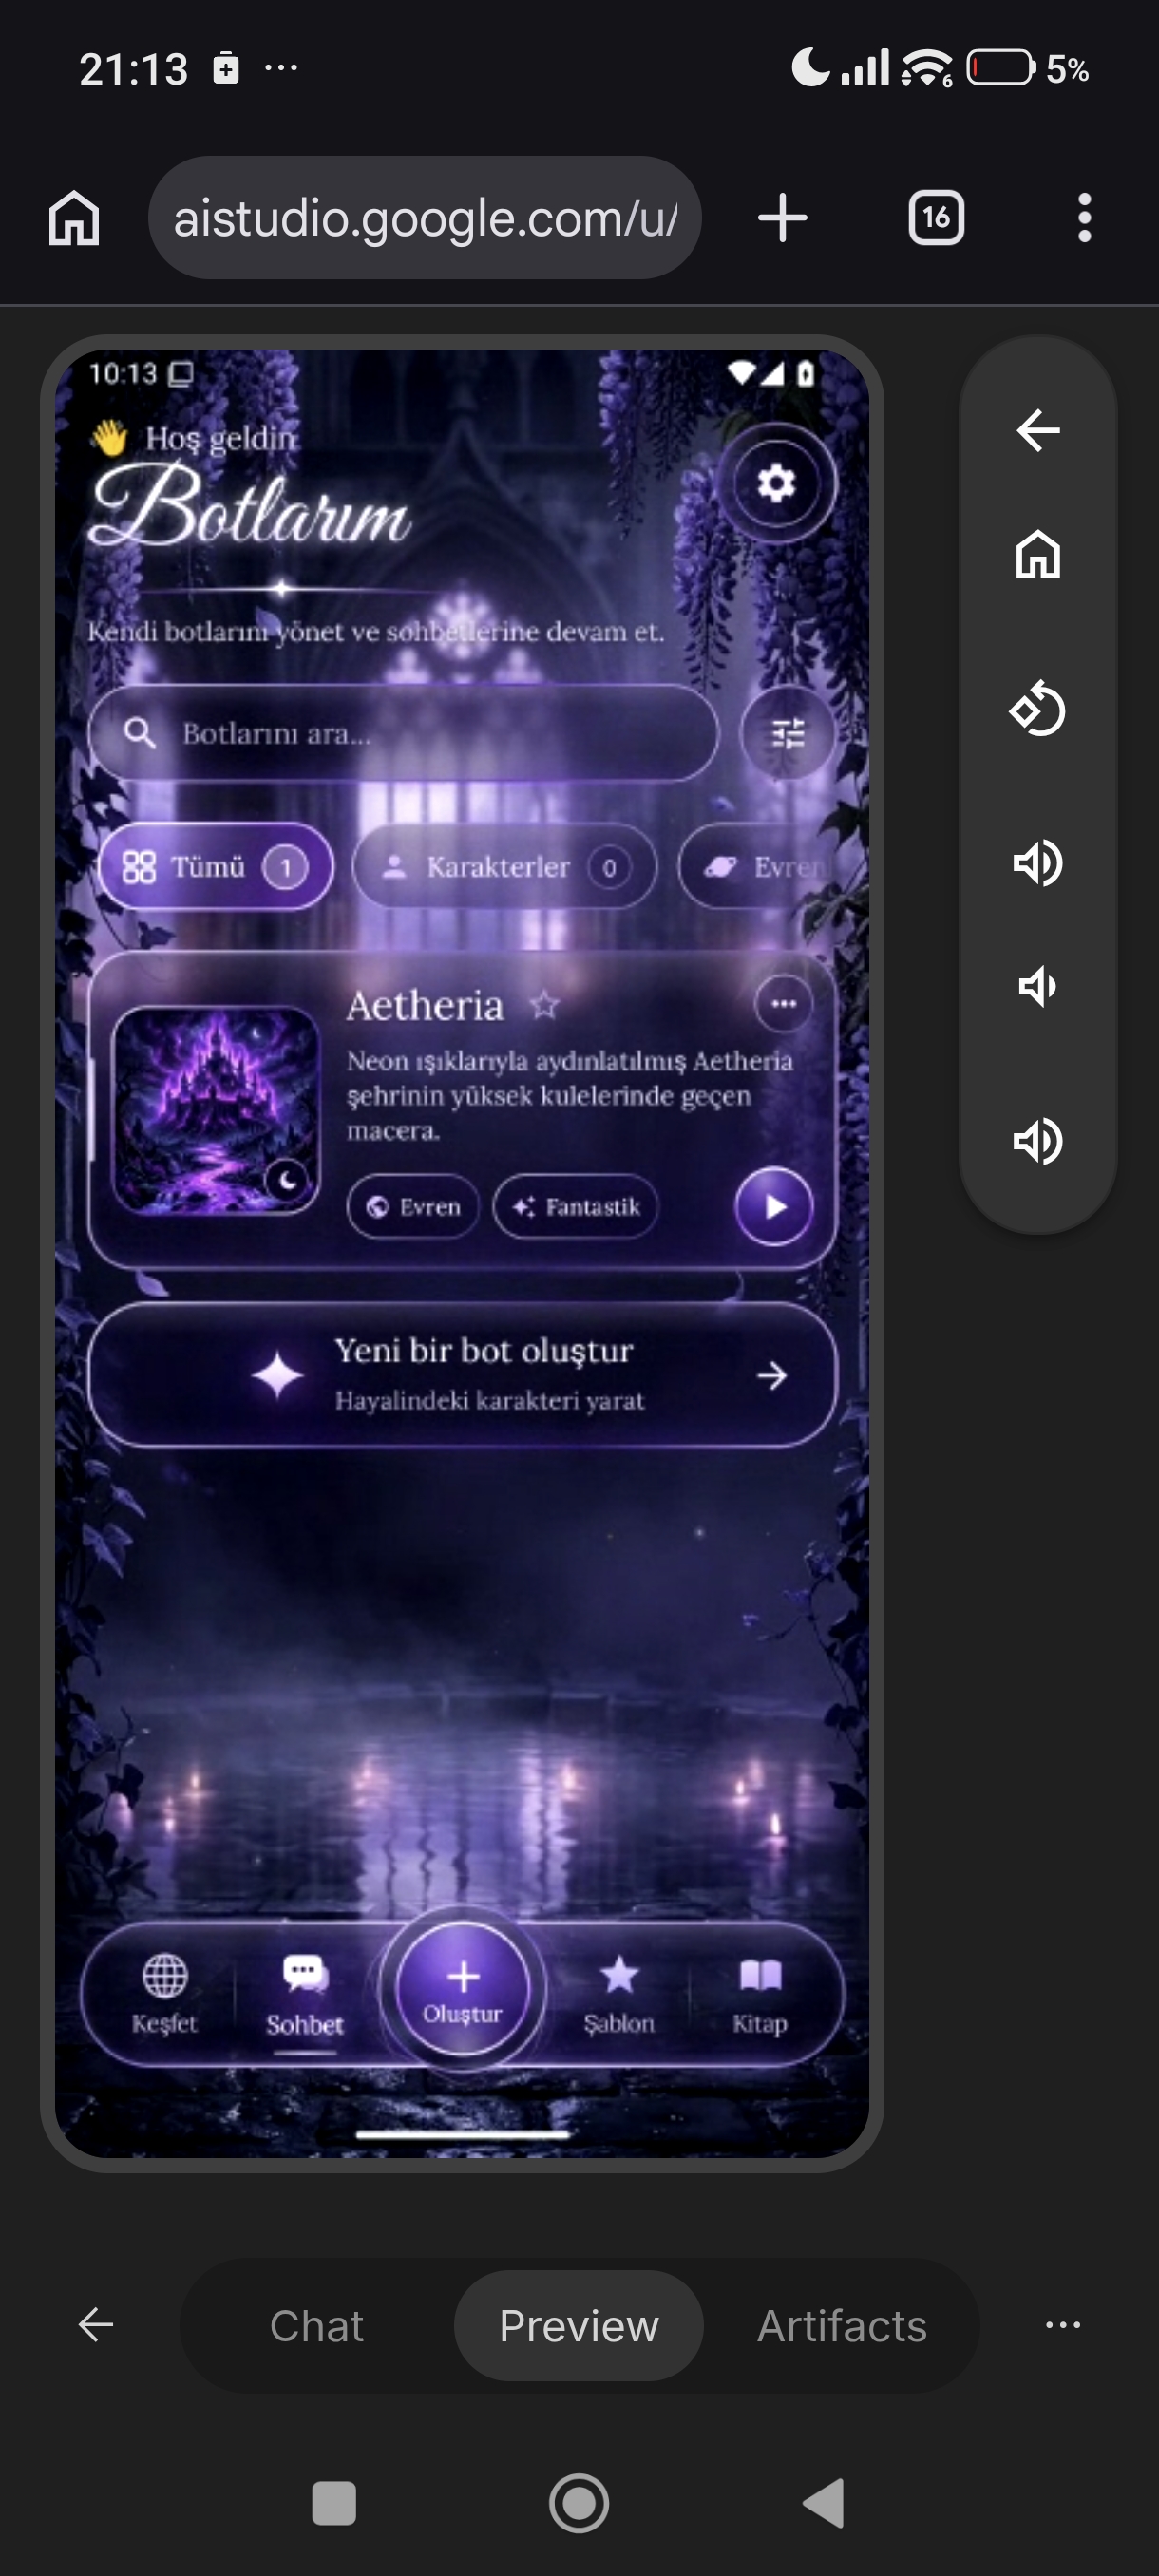 21:13
5%
aistudio.google.com/u/
16
10:13
👋 Hoş geldin
Botlarım
Kendi botlarını yönet ve sohbetlerine devam et.
Botlarını ara...
Tümü 1
Karakterler 0
Evren
Aetheria
Neon ışıklarıyla aydınlatılmış Aetheria
şehrinin yüksek kulelerinde geçen
macera.
Evren
Fantastik
Yeni bir bot oluştur
Hayalindeki karakteri yarat
Keşfet
Sohbet
Oluştur
Şablon
Kitap
Chat
Preview
Artifacts